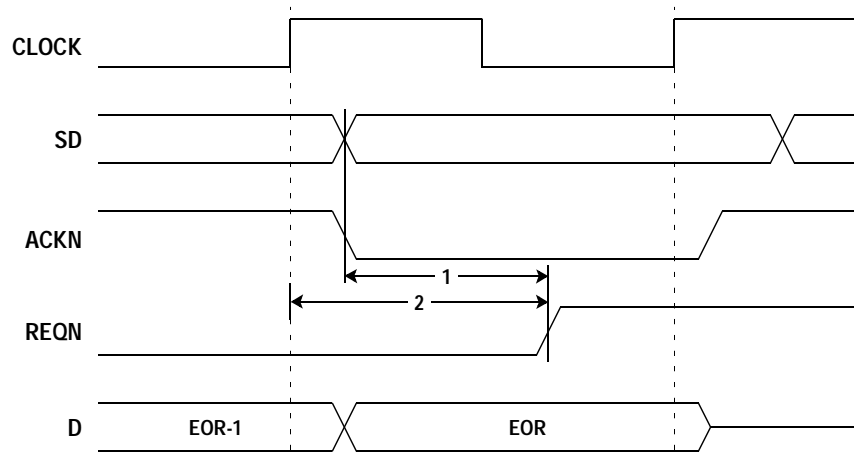 CLOCK
SD
ACKN
1
2
REQN
D EOR-1 EOR